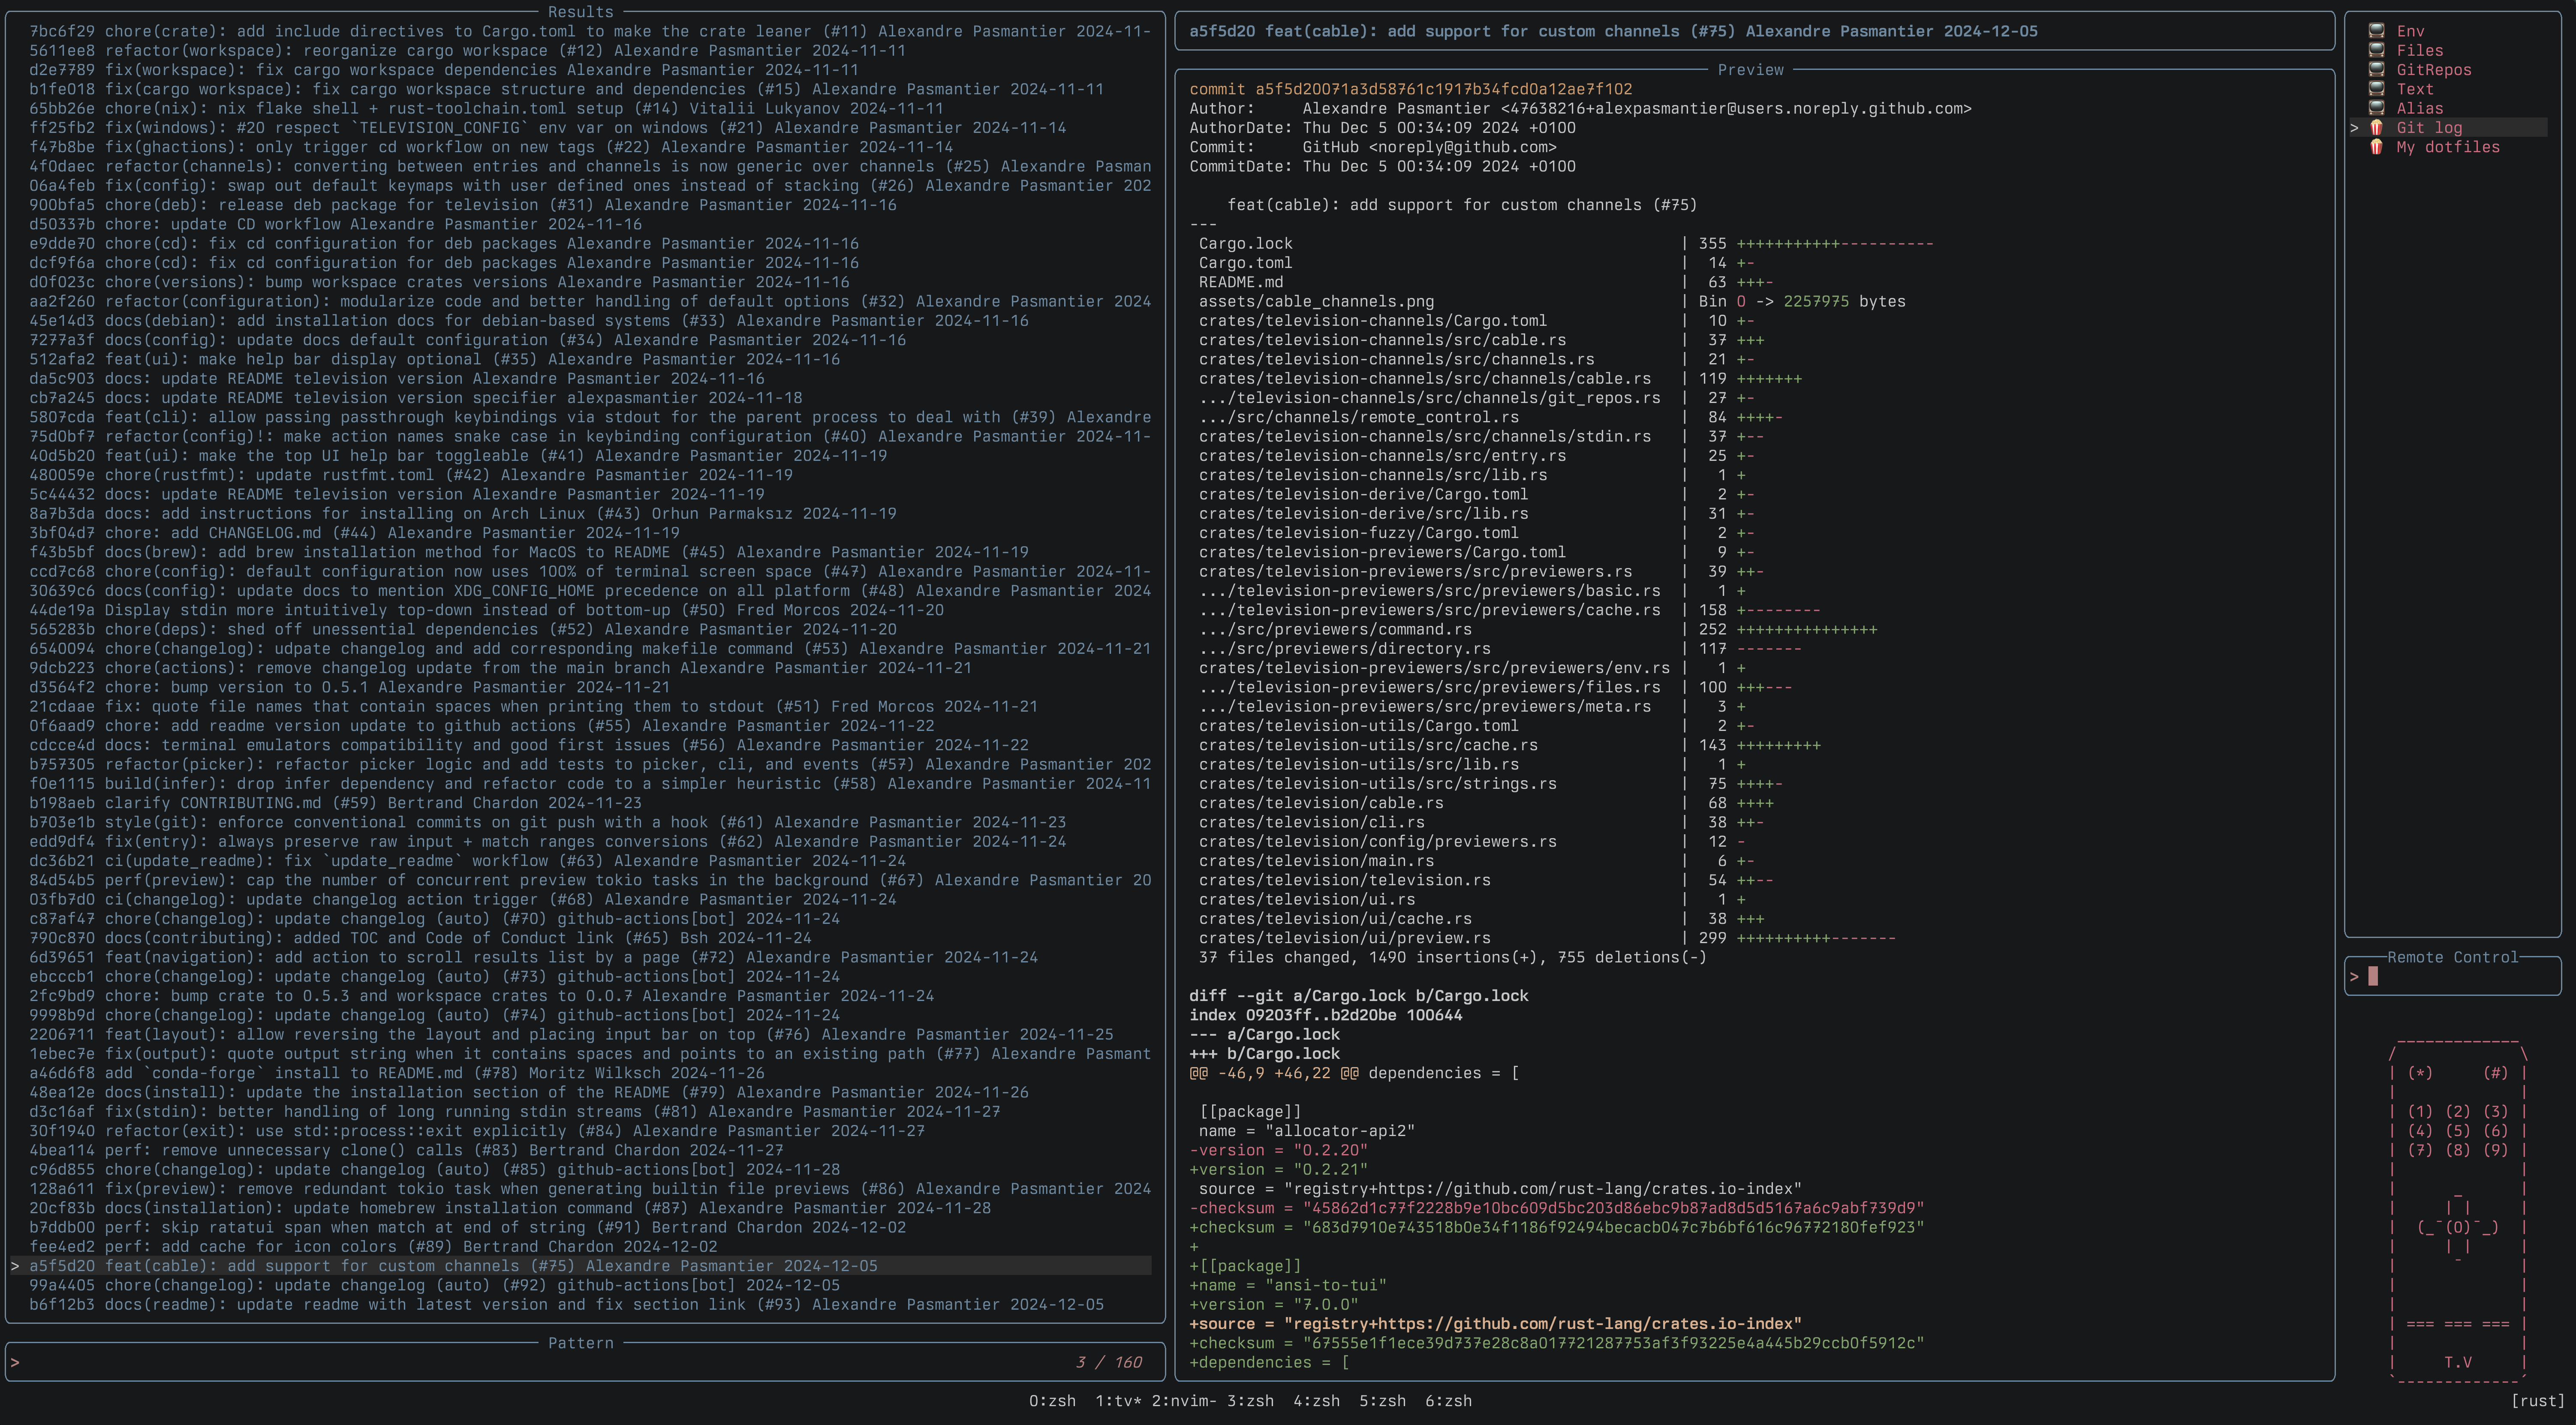 Results
7bc6f29 chore(crate): add include directives to Cargo.toml to make the crate leaner (#11) Alexandre Pasmantier 2024-11-
5611ee8 refactor(workspace): reorganize cargo workspace (#12) Alexandre Pasmantier 2024-11-11
d2e7789 fix(workspace): fix cargo workspace dependencies Alexandre Pasmantier 2024-11-11
b1fe018 fix(cargo workspace): fix cargo workspace structure and dependencies (#15) Alexandre Pasmantier 2024-11-11
65bb26e chore(nix): nix flake shell + rust-toolchain.toml setup (#14) Vitalii Lukyanov 2024-11-11
ff25fb2 fix(windows): #20 respect `TELEVISION_CONFIG` env var on windows (#21) Alexandre Pasmantier 2024-11-14
f47b8be fix(ghactions): only trigger cd workflow on new tags (#22) Alexandre Pasmantier 2024-11-14
4f0daec refactor(channels): converting between entries and channels is now generic over channels (#25) Alexandre Pasman
06a4feb fix(config): swap out default keymaps with user defined ones instead of stacking (#26) Alexandre Pasmantier 202
900bfa5 chore(deb): release deb package for television (#31) Alexandre Pasmantier 2024-11-16
d50337b chore: update CD workflow Alexandre Pasmantier 2024-11-16
e9dde70 chore(cd): fix cd configuration for deb packages Alexandre Pasmantier 2024-11-16
dcf9f6a chore(cd): fix cd configuration for deb packages Alexandre Pasmantier 2024-11-16
d0f023c chore(versions): bump workspace crates versions Alexandre Pasmantier 2024-11-16
aa2f260 refactor(configuration): modularize code and better handling of default options (#32) Alexandre Pasmantier 2024
45e14d3 docs(debian): add installation docs for debian-based systems (#33) Alexandre Pasmantier 2024-11-16
7277a3f docs(config): update docs default configuration (#34) Alexandre Pasmantier 2024-11-16
512afa2 feat(ui): make help bar display optional (#35) Alexandre Pasmantier 2024-11-16
da5c903 docs: update README television version Alexandre Pasmantier 2024-11-16
cb7a245 docs: update README television version specifier alexpasmantier 2024-11-18
5807cda feat(cli): allow passing passthrough keybindings via stdout for the parent process to deal with (#39) Alexandre
75d0bf7 refactor(config)!: make action names snake case in keybinding configuration (#40) Alexandre Pasmantier 2024-11-
40d5b20 feat(ui): make the top UI help bar toggleable (#41) Alexandre Pasmantier 2024-11-19
480059e chore(rustfmt): update rustfmt.toml (#42) Alexandre Pasmantier 2024-11-19
5c44432 docs: update README television version Alexandre Pasmantier 2024-11-19
8a7b3da docs: add instructions for installing on Arch Linux (#43) Orhun Parmaksız 2024-11-19
3bf04d7 chore: add CHANGELOG.md (#44) Alexandre Pasmantier 2024-11-19
f43b5bf docs(brew): add brew installation method for MacOS to README (#45) Alexandre Pasmantier 2024-11-19
ccd7c68 chore(config): default configuration now uses 100% of terminal screen space (#47) Alexandre Pasmantier 2024-11-
30639c6 docs(config): update docs to mention XDG_CONFIG_HOME precedence on all platform (#48) Alexandre Pasmantier 2024
44de19a Display stdin more intuitively top-down instead of bottom-up (#50) Fred Morcos 2024-11-20
565283b chore(deps): shed off unessential dependencies (#52) Alexandre Pasmantier 2024-11-20
6540094 chore(changelog): udpate changelog and add corresponding makefile command (#53) Alexandre Pasmantier 2024-11-21
9dcb223 chore(actions): remove changelog update from the main branch Alexandre Pasmantier 2024-11-21
d3564f2 chore: bump version to 0.5.1 Alexandre Pasmantier 2024-11-21
21cdaae fix: quote file names that contain spaces when printing them to stdout (#51) Fred Morcos 2024-11-21
0f6aad9 chore: add readme version update to github actions (#55) Alexandre Pasmantier 2024-11-22
cdcce4d docs: terminal emulators compatibility and good first issues (#56) Alexandre Pasmantier 2024-11-22
b757305 refactor(picker): refactor picker logic and add tests to picker, cli, and events (#57) Alexandre Pasmantier 202
f0e1115 build(infer): drop infer dependency and refactor code to a simpler heuristic (#58) Alexandre Pasmantier 2024-11
b198aeb clarify CONTRIBUTING.md (#59) Bertrand Chardon 2024-11-23
b703e1b style(git): enforce conventional commits on git push with a hook (#61) Alexandre Pasmantier 2024-11-23
edd9df4 fix(entry): always preserve raw input + match ranges conversions (#62) Alexandre Pasmantier 2024-11-24
dc36b21 ci(update_readme): fix `update_readme` workflow (#63) Alexandre Pasmantier 2024-11-24
84d54b5 perf(preview): cap the number of concurrent preview tokio tasks in the background (#67) Alexandre Pasmantier 20
03fb7d0 ci(changelog): update changelog action trigger (#68) Alexandre Pasmantier 2024-11-24
c87af47 chore(changelog): update changelog (auto) (#70) github-actions[bot] 2024-11-24
790c870 docs(contributing): added TOC and Code of Conduct link (#65) Bsh 2024-11-24
6d39651 feat(navigation): add action to scroll results list by a page (#72) Alexandre Pasmantier 2024-11-24
ebcccb1 chore(changelog): update changelog (auto) (#73) github-actions[bot] 2024-11-24
2fc9bd9 chore: bump crate to 0.5.3 and workspace crates to 0.0.7 Alexandre Pasmantier 2024-11-24
9998b9d chore(changelog): update changelog (auto) (#74) github-actions[bot] 2024-11-24
2206711 feat(layout): allow reversing the layout and placing input bar on top (#76) Alexandre Pasmantier 2024-11-25
1ebec7e fix(output): quote output string when it contains spaces and points to an existing path (#77) Alexandre Pasmant
a46d6f8 add `conda-forge` install to README.md (#78) Moritz Wilksch 2024-11-26
48ea12e docs(install): update the installation section of the README (#79) Alexandre Pasmantier 2024-11-26
d3c16af fix(stdin): better handling of long running stdin streams (#81) Alexandre Pasmantier 2024-11-27
30f1940 refactor(exit): use std::process::exit explicitly (#84) Alexandre Pasmantier 2024-11-27
4bea114 perf: remove unnecessary clone() calls (#83) Bertrand Chardon 2024-11-27
c96d855 chore(changelog): update changelog (auto) (#85) github-actions[bot] 2024-11-28
128a611 fix(preview): remove redundant tokio task when generating builtin file previews (#86) Alexandre Pasmantier 2024
20cf83b docs(installation): update homebrew installation command (#87) Alexandre Pasmantier 2024-11-28
b7ddb00 perf: skip ratatui span when match at end of string (#91) Bertrand Chardon 2024-12-02
fee4ed2 perf: add cache for icon colors (#89) Bertrand Chardon 2024-12-02
> a5f5d20 feat(cable): add support for custom channels (#75) Alexandre Pasmantier 2024-12-05
99a4405 chore(changelog): update changelog (auto) (#92) github-actions[bot] 2024-12-05
b6f12b3 docs(readme): update readme with latest version and fix section link (#93) Alexandre Pasmantier 2024-12-05
Pattern
> 3 / 160
a5f5d20 feat(cable): add support for custom channels (#75) Alexandre Pasmantier 2024-12-05
Preview
commit a5f5d20071a3d58761c1917b34fcd0a12ae7f102
Author:     Alexandre Pasmantier <47638216+alexpasmantier@users.noreply.github.com>
AuthorDate: Thu Dec 5 00:34:09 2024 +0100
Commit:     GitHub <noreply@github.com>
CommitDate: Thu Dec 5 00:34:09 2024 +0100
feat(cable): add support for custom channels (#75)
---
Cargo.lock | 355 +++++++++++----------
Cargo.toml | 14 +-
README.md | 63 +++-
assets/cable_channels.png | Bin 0 -> 2257975 bytes
crates/television-channels/Cargo.toml | 10 +-
crates/television-channels/src/cable.rs | 37 +++
crates/television-channels/src/channels.rs | 21 +-
crates/television-channels/src/channels/cable.rs | 119 +++++++
.../television-channels/src/channels/git_repos.rs | 27 +-
.../src/channels/remote_control.rs | 84 ++++-
crates/television-channels/src/channels/stdin.rs | 37 +--
crates/television-channels/src/entry.rs | 25 +-
crates/television-channels/src/lib.rs | 1 +
crates/television-derive/Cargo.toml | 2 +-
crates/television-derive/src/lib.rs | 31 +-
crates/television-fuzzy/Cargo.toml | 2 +-
crates/television-previewers/Cargo.toml | 9 +-
crates/television-previewers/src/previewers.rs | 39 ++-
.../television-previewers/src/previewers/basic.rs | 1 +
.../television-previewers/src/previewers/cache.rs | 158 +--------
.../src/previewers/command.rs | 252 +++++++++++++++
.../src/previewers/directory.rs | 117 -------
crates/television-previewers/src/previewers/env.rs | 1 +
.../television-previewers/src/previewers/files.rs | 100 +++---
.../television-previewers/src/previewers/meta.rs | 3 +
crates/television-utils/Cargo.toml | 2 +-
crates/television-utils/src/cache.rs | 143 +++++++++
crates/television-utils/src/lib.rs | 1 +
crates/television-utils/src/strings.rs | 75 ++++-
crates/television/cable.rs | 68 ++++
crates/television/cli.rs | 38 ++-
crates/television/config/previewers.rs | 12 -
crates/television/main.rs | 6 +-
crates/television/television.rs | 54 ++--
crates/television/ui.rs | 1 +
crates/television/ui/cache.rs | 38 +++
crates/television/ui/preview.rs | 299 ++++++++++-------
37 files changed, 1490 insertions(+), 755 deletions(-)
diff --git a/Cargo.lock b/Cargo.lock
index 09203ff..b2d20be 100644
--- a/Cargo.lock
+++ b/Cargo.lock
@@ -46,9 +46,22 @@ dependencies = [
[[package]]
name = "allocator-api2"
-version = "0.2.20"
+version = "0.2.21"
source = "registry+https://github.com/rust-lang/crates.io-index"
-checksum = "45862d1c77f2228b9e10bc609d5bc203d86ebc9b87ad8d5d5167a6c9abf739d9"
+checksum = "683d7910e743518b0e34f1186f92494becacb047c7b6bf616c96772180fef923"
+
+[[package]]
+name = "ansi-to-tui"
+version = "7.0.0"
+source = "registry+https://github.com/rust-lang/crates.io-index"
+checksum = "67555e1f1ece39d737e28c8a017721287753af3f93225e4a445b29ccb0f5912c"
+dependencies = [
Env
Files
GitRepos
Text
Alias
> Git log
My dotfiles
Remote Control
>
(*) (#)
(1) (2) (3)
(4) (5) (6)
(7) (8) (9)
(0)
=== === ===
T.V
0:zsh 1:tv* 2:nvim- 3:zsh 4:zsh 5:zsh 6:zsh
[rust]